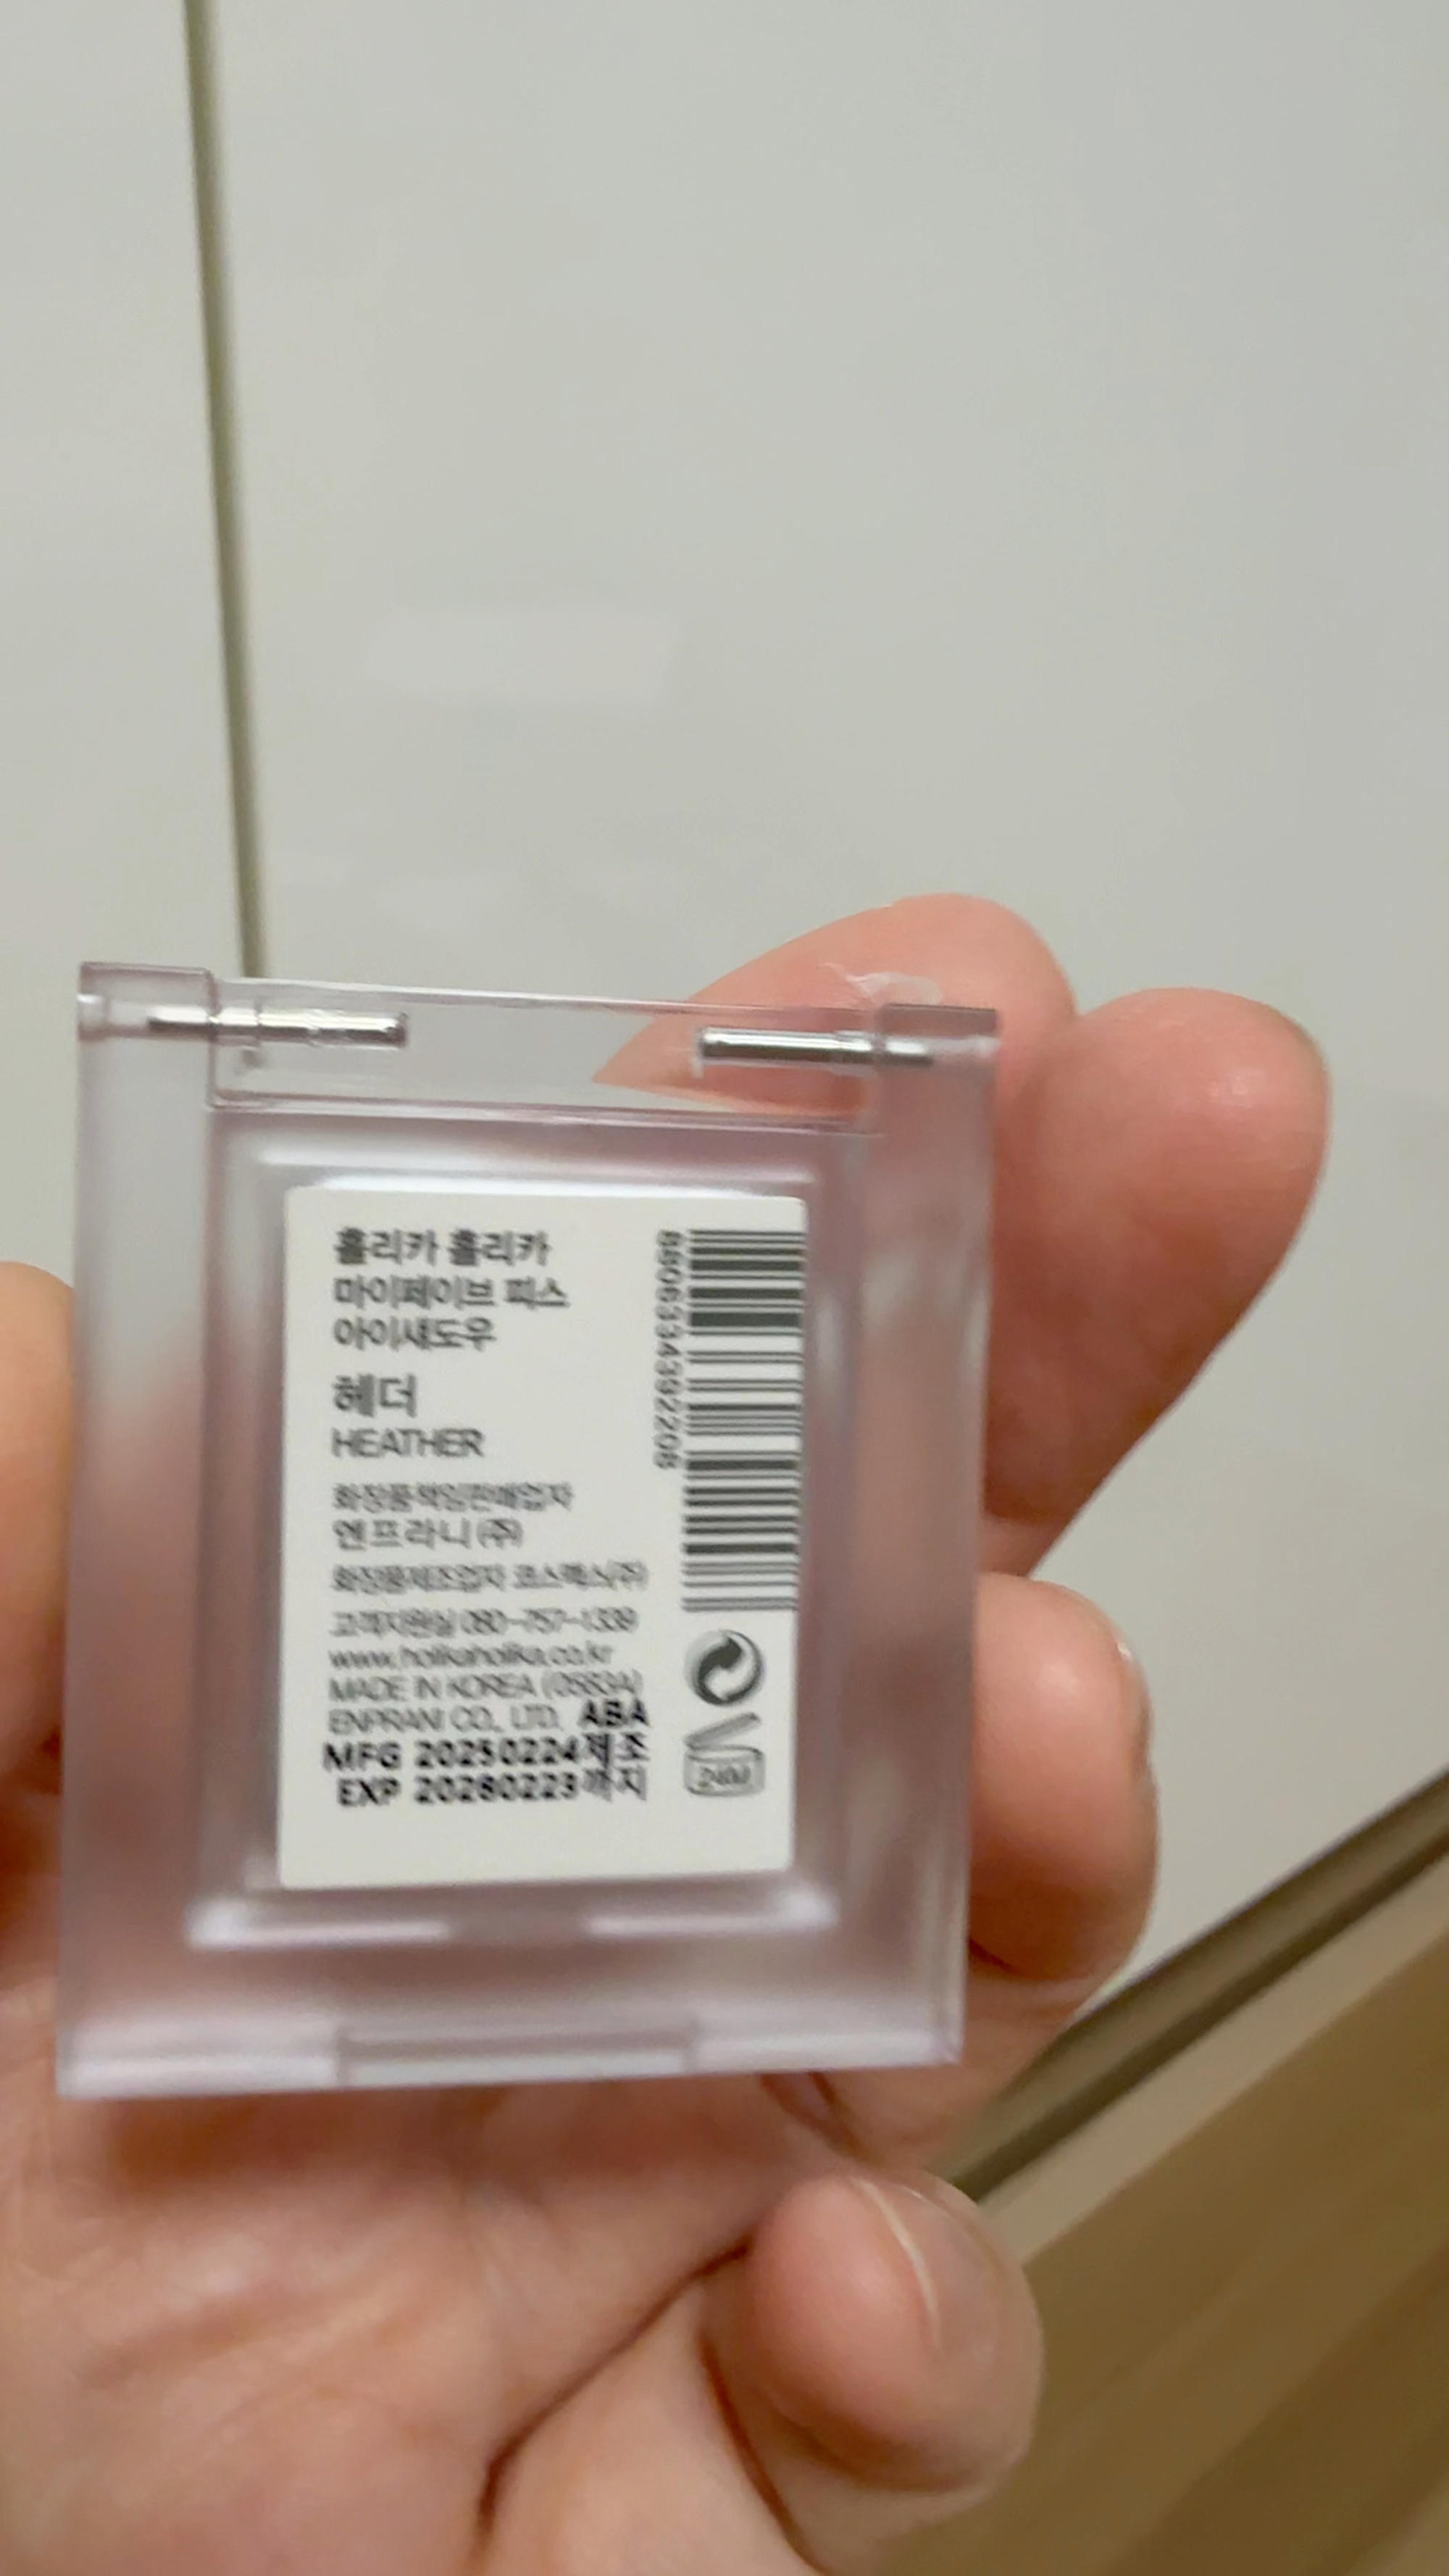 홀리카 홀리카
마이페이브 피스
아이섀도우
헤더
HEATHER
화장품책임판매업자
엔프라니(주)
화장품제조업자 코스맥스(주)
고객지원실 080-757-1339
www.holikaholika.co.kr
MADE IN KOREA
ENPRANI CO., LTD. ABA
MFG 20250224제조
EXP 20280223까지
8806334392208
24M